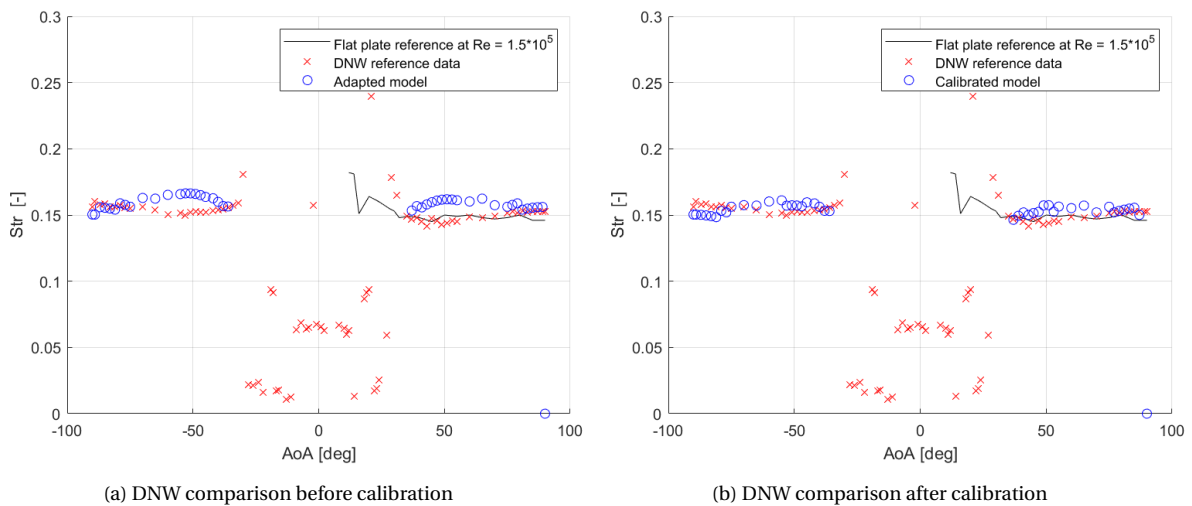 0.3
0.25
0.2
0.15
0.1
0.05
0
Str [-]
-100
-50
0
50
100
AoA [deg]
Flat plate reference at Re = 1.5*10^5
DNW reference data
Adapted model
(a) DNW comparison before calibration
0.3
0.25
0.2
0.15
0.1
0.05
0
Str [-]
-100
-50
0
50
100
AoA [deg]
Flat plate reference at Re = 1.5*10^5
DNW reference data
Calibrated model
(b) DNW comparison after calibration